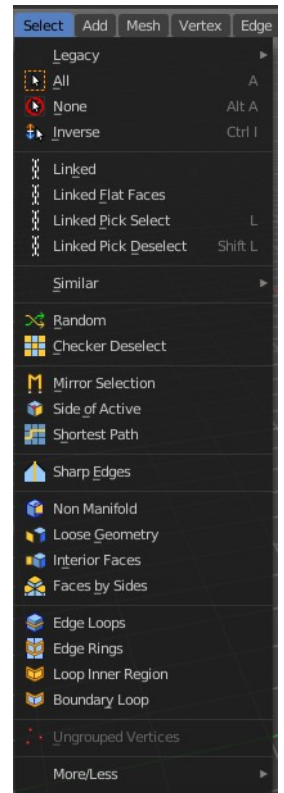 Select Add Mesh Vertex Edge
Legacy
All A
None Alt A
Inverse Ctrl I
Linked
Linked Flat Faces
Linked Pick Select L
Linked Pick Deselect Shift L
Similar
Random
Checker Deselect
Mirror Selection
Side of Active
Shortest Path
Sharp Edges
Non Manifold
Loose Geometry
Interior Faces
Faces by Sides
Edge Loops
Edge Rings
Loop Inner Region
Boundary Loop
Ungrouped Vertices
More/Less